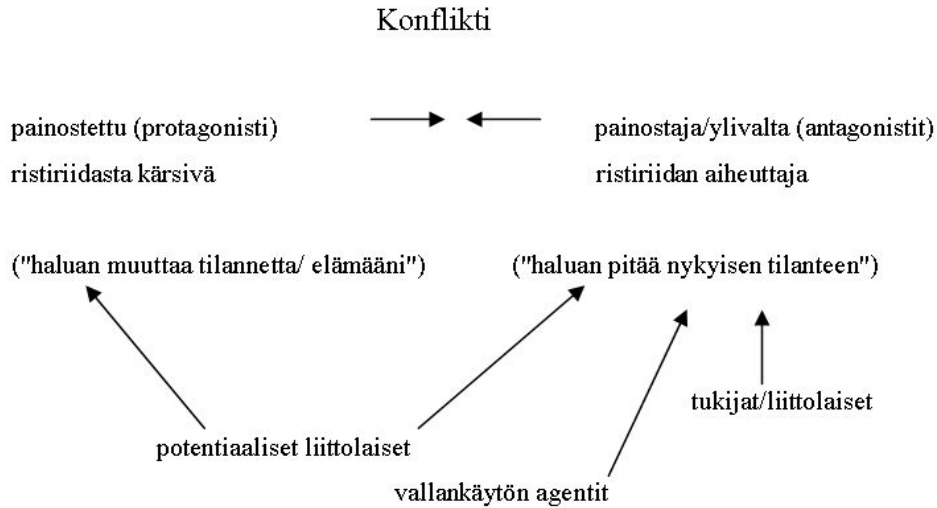 Konflikti
painostettu (protagonisti)
painostaja/ylivalta (antagonistit)
ristiriidasta kärsivä
ristiriidan aiheuttaja
("haluan muuttaa tilannetta/ elämääni")
("haluan pitää nykyisen tilanteen")
tukijat/liittolaiset
potentiaaliset liittolaiset
vallankäytön agentit